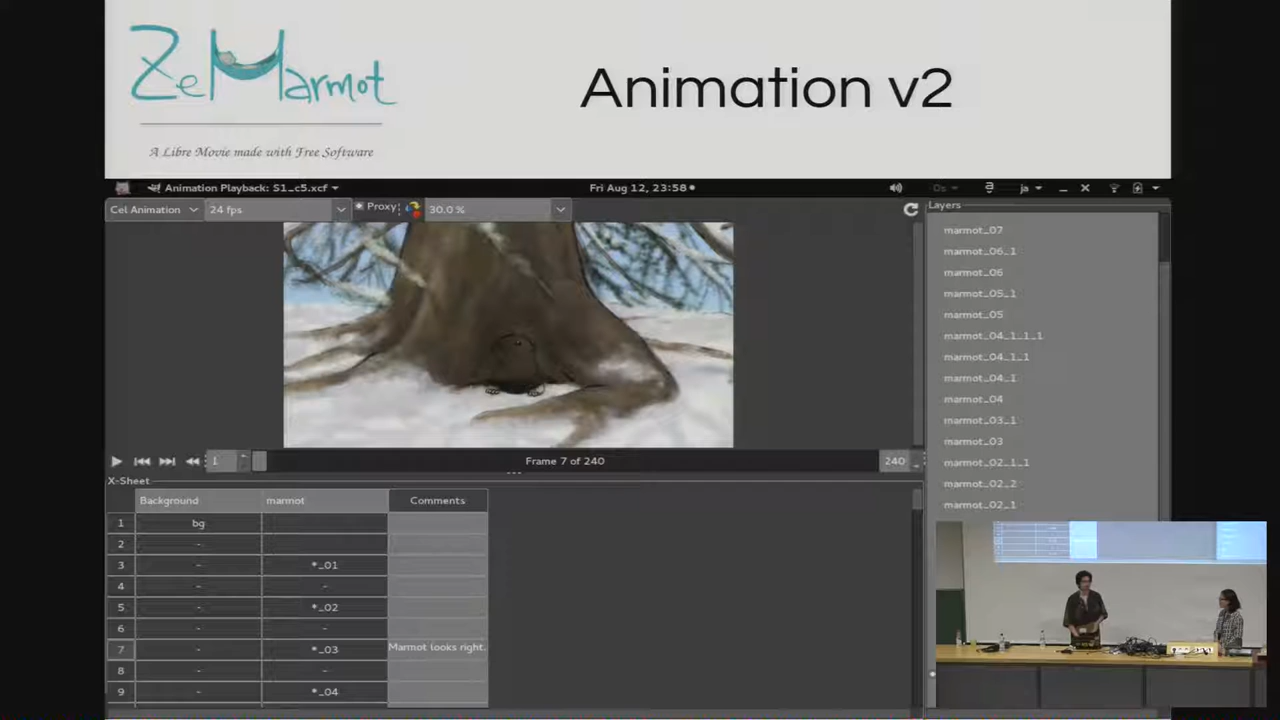 ZeMarmot
Animation v2
A Libre Movie made with Free Software
Animation Playback: S1_c5.xcf
Fri Aug 12, 23:58
ja
Cel Animation
24 fps
Proxy:
30.0 %
Layers
marmot_07
marmot_06_1
marmot_06
marmot_05_1
marmot_05
marmot_04_1_1_1
marmot_04_1_1
marmot_04_1
marmot_04
marmot_03_1
marmot_03
marmot_02_1_1
marmot_02_2
marmot_02_1
1
Frame 7 of 240
240
X-Sheet
Background marmot Comments
1 bg
2 -
3 - *_01
4 - -
5 - *_02
6 - -
7 - *_03 Marmot looks right.
8 - -
9 - *_04